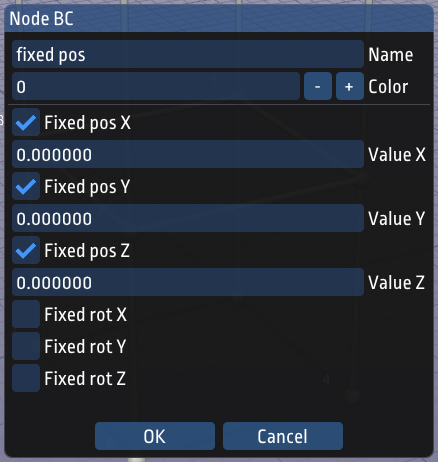 Node BC
fixed pos Name
0 - + Color
Fixed pos X
0.000000 Value X
Fixed pos Y
0.000000 Value Y
Fixed pos Z
0.000000 Value Z
Fixed rot X
Fixed rot Y
Fixed rot Z
4
OK Cancel